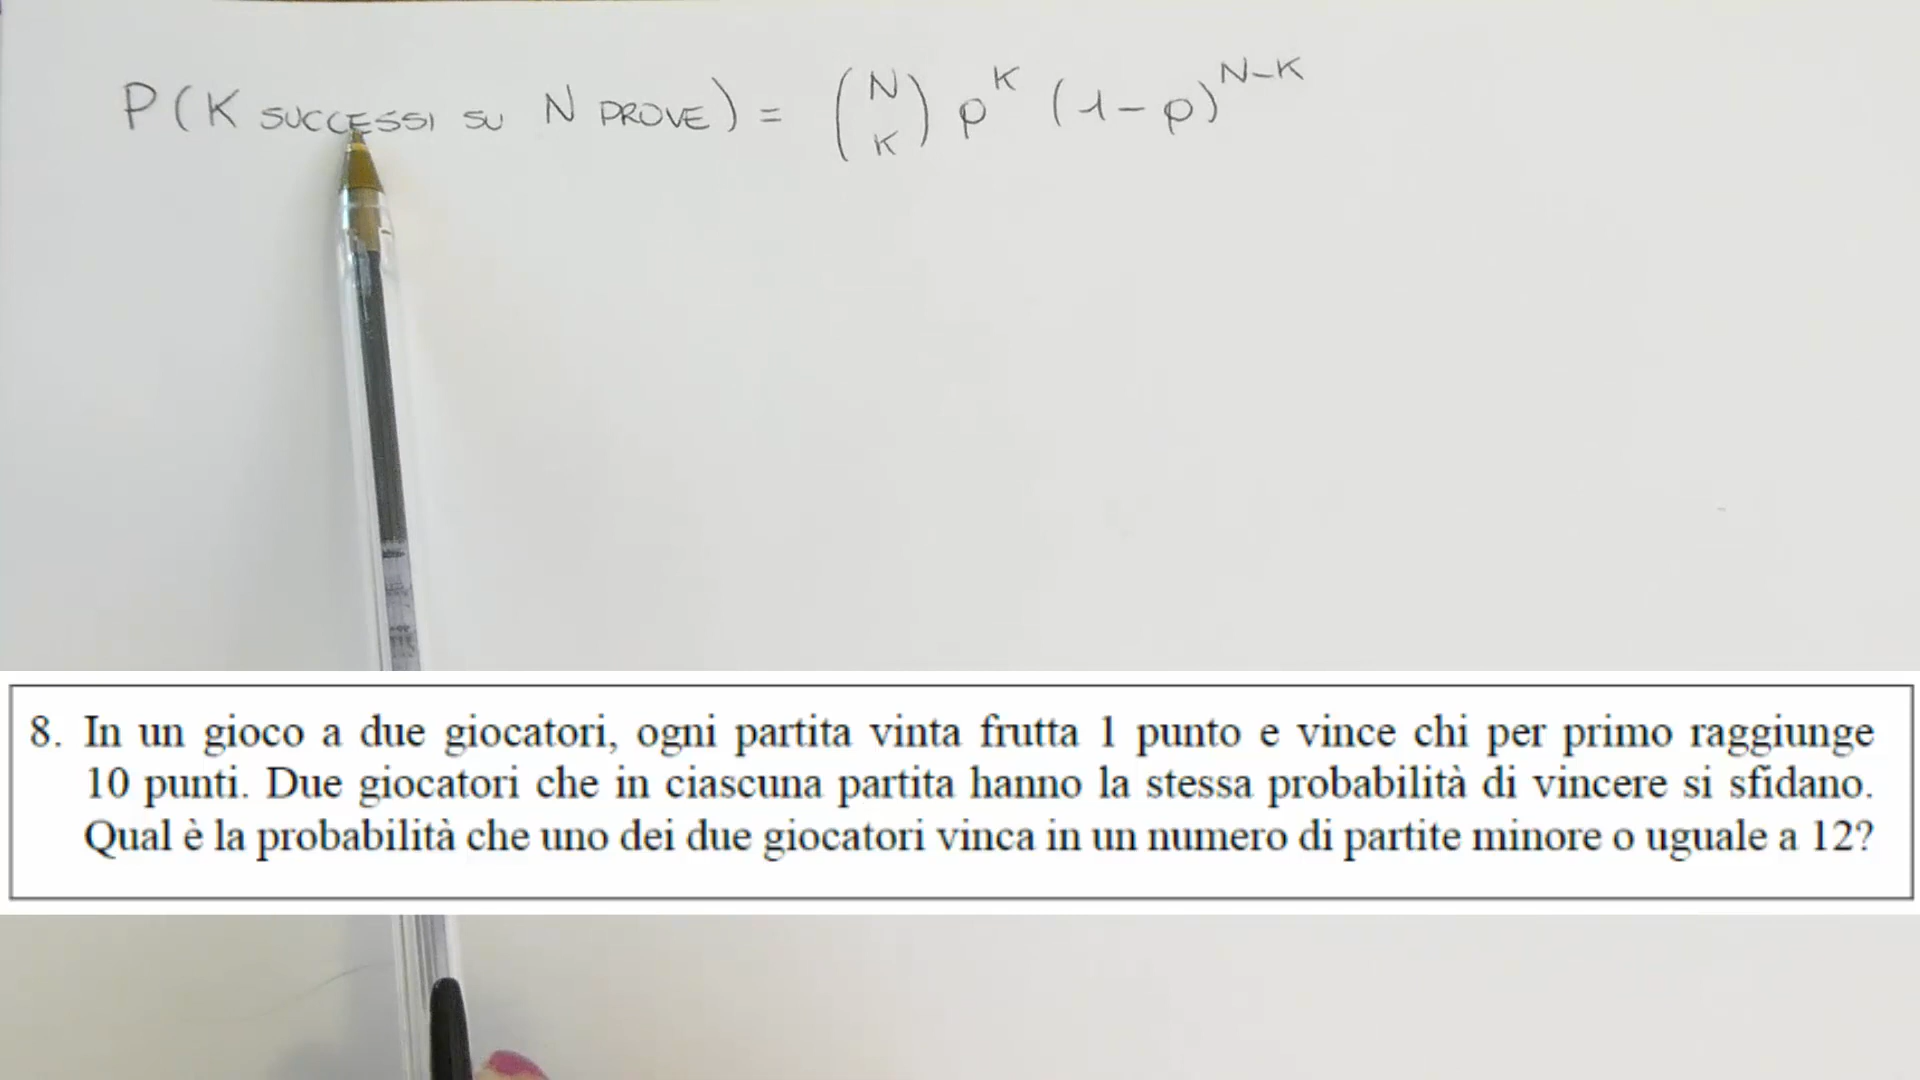 P(K SUCCESSI SU N PROVE) = (N K) p^K (1-p)^N-K
8. In un gioco a due giocatori, ogni partita vinta frutta 1 punto e vince chi per primo raggiunge
10 punti. Due giocatori che in ciascuna partita hanno la stessa probabilità di vincere si sfidano.
Qual è la probabilità che uno dei due giocatori vinca in un numero di partite minore o uguale a 12?